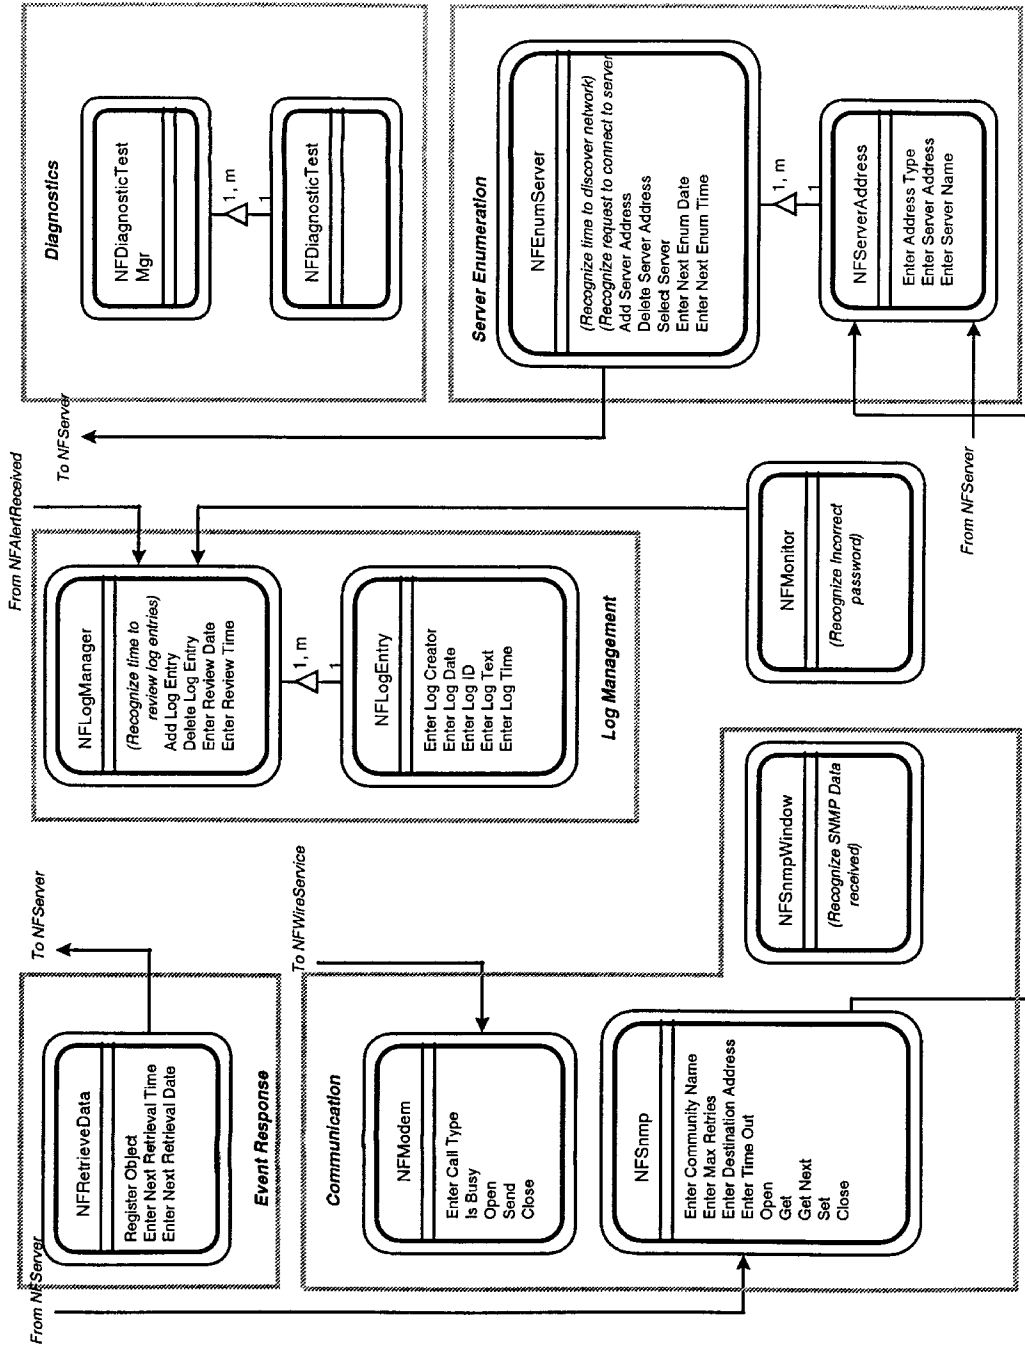 From NFServer
NFRetrieveData
Register Object
Enter Next Retrieval Time
Enter Next Retrieval Date
Event Response
To NFServer
From NFAlertReceived
NFLogManager
(Recognize time to
review log entries)
Add Log Entry
Delete Log Entry
Enter Review Date
Enter Review Time
1, m
1
NFLogEntry
Enter Log Creator
Enter Log Date
Enter Log ID
Enter Log Text
Enter Log Time
Log Management
To NFServer
Diagnostics
NFDiagnosticTest
Mgr
1, m
1
NFDiagnosticTest
Communication
To NFWireService
NFModem
Enter Call Type
Is Busy
Open
Send
Close
NFSnmp
Enter Community Name
Enter Max Retries
Enter Destination Address
Enter Time Out
Open
Get
Get Next
Set
Close
NFSnmpWindow
(Recognize SNMP Data
received)
NFMonitor
(Recognize Incorrect
password)
Server Enumeration
NFEnumServer
(Recognize time to discover network)
(Recognize request to connect to server
Add Server Address
Delete Server Address
Select Server
Enter Next Enum Date
Enter Next Enum Time
1, m
1
NFServerAddress
Enter Address Type
Enter Server Address
Enter Server Name
From NFServer